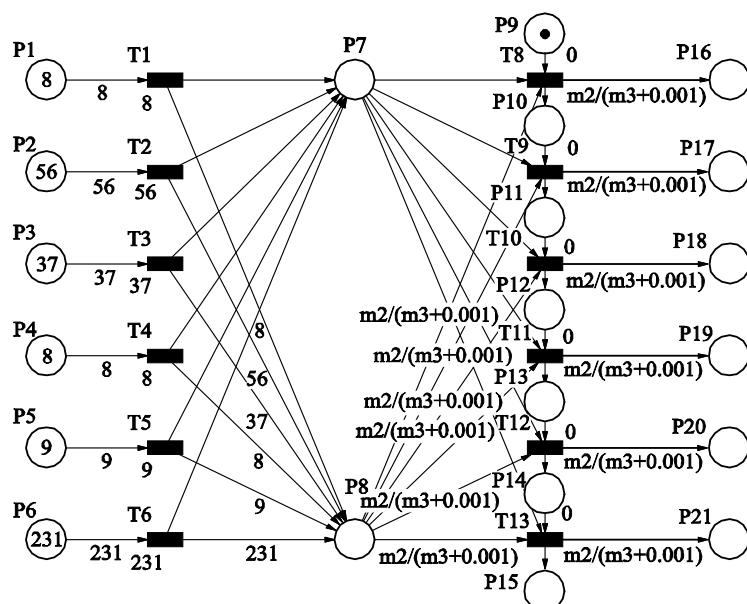 P9
P1 T1 P7 T8 0 P16
8 8 8 P10 m2/(m3+0.001)
P2 T2 T9 0 P17
56 56 56 P11 m2/(m3+0.001)
P3 T3 T10 0 P18
37 37 37 P12 m2/(m3+0.001)
8 m2/(m3+0.001)
P4 T4 T11 0 P19
8 8 8 m2/(m3+0.001) P13 m2/(m3+0.001)
56 m2/(m3+0.001)
P5 T5 37 m2/(m3+0.001) T12 0 P20
9 9 9 8 P14 m2/(m3+0.001)
P6 T6 9 P8 m2/(m3+0.001) T13 0 P21
231 231 231 231 m2/(m3+0.001) m2/(m3+0.001)
P15